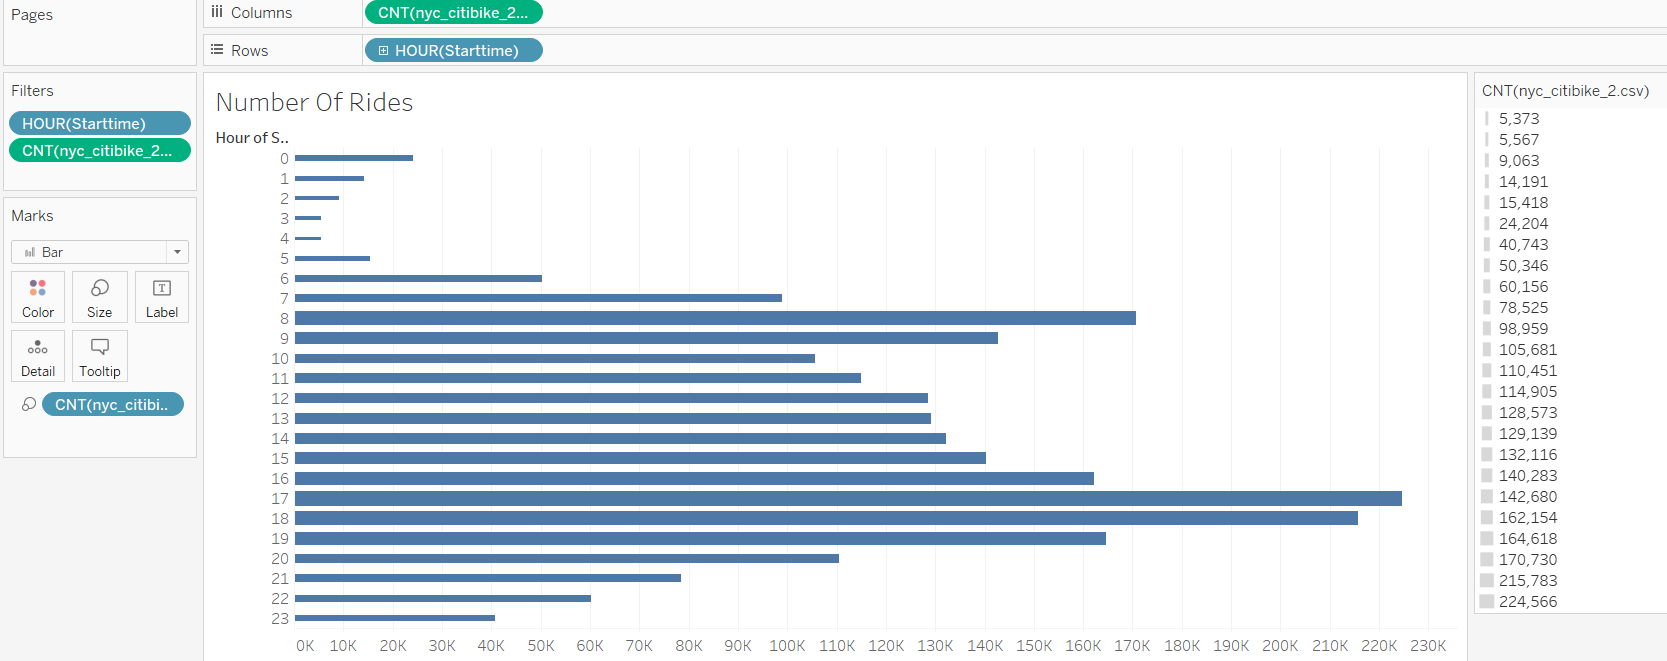 Pages
Columns
CNT(nyc_citibike_2...
Rows
HOUR(Starttime)
Filters
HOUR(Starttime)
CNT(nyc_citibike_2...
Marks
Bar
Color
Size
T
Label
Detail
Tooltip
CNT(nyc_citibi..
Number Of Rides
Hour of S..
0
1
2
3
4
5
6
7
8
9
10
11
12
13
14
15
16
17
18
19
20
21
22
23
0K 10K 20K 30K 40K 50K 60K 70K 80K 90K 100K 110K 120K 130K 140K 150K 160K 170K 180K 190K 200K 210K 220K 230K
CNT(nyc_citibike_2.csv)
5,373
5,567
9,063
14,191
15,418
24,204
40,743
50,346
60,156
78,525
98,959
105,681
110,451
114,905
128,573
129,139
132,116
140,283
142,680
162,154
164,618
170,730
215,783
224,566